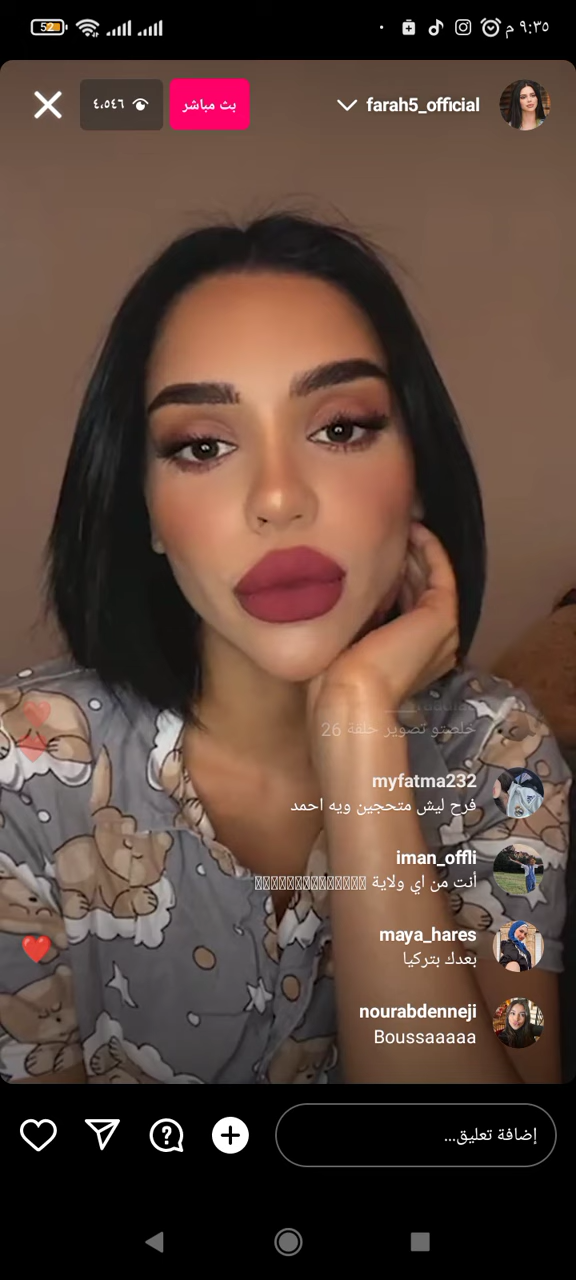 ٩:٣٥ م
52
farah5_official
بث مباشر
٤،٥٤٦
خلصتو تصوير حلقة 26
myfatma232
فرح ليش متحجين ويه احمد
iman_offli
أنت من اي ولاية
maya_hares
بعدك بتركيا
nourabdenneji
Boussaaaaa
إضافة تعليق...